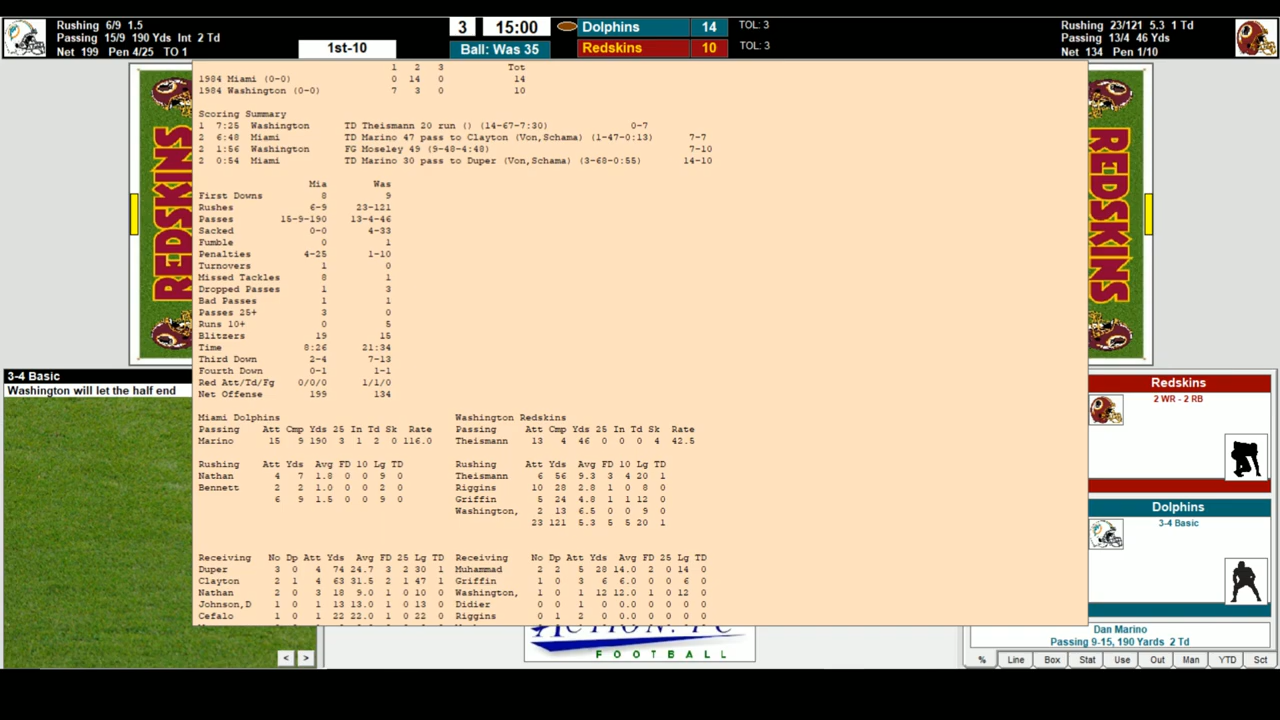 Rushing 6/9 1.5
Passing 15/9 190 Yds Int 2 Td
Net 199 Pen 4/25 TO 1
1st-10
3 15:00 Dolphins 14 TOL: 3
Ball: Was 35 Redskins 10 TOL: 3
Rushing 23/121 5.3 1 Td
Passing 13/4 46 Yds
Net 134 Pen 1/10
1 2 3 Tot
1984 Miami (0-0) 0 14 0 14
1984 Washington (0-0) 7 3 0 10
Scoring Summary
1 7:25 Washington TD Theismann 20 run () (14-67-7:30) 0-7
2 6:48 Miami TD Marino 47 pass to Clayton (Von,Schama) (1-47-0:13) 7-7
2 1:56 Washington FG Moseley 49 (9-48-4:48) 7-10
2 0:54 Miami TD Marino 30 pass to Duper (Von,Schama) (3-68-0:55) 14-10
Mia Was
First Downs 8 9
Rushes 6-9 23-121
Passes 15-9-190 13-4-46
Sacked 0-0 4-33
Fumble 0 1
Penalties 4-25 1-10
Turnovers 1 0
Missed Tackles 8 1
Dropped Passes 1 3
Bad Passes 1 1
Passes 25+ 3 0
Runs 10+ 0 5
Blitzers 19 15
Time 8:26 21:34
Third Down 2-4 7-13
Fourth Down 0-1 1-1
Red Att/Td/Fg 0/0/0 1/1/0
Net Offense 199 134
Miami Dolphins Washington Redskins
Passing Att Cmp Yds 25 In Td Sk Rate Passing Att Cmp Yds 25 In Td Sk Rate
Marino 15 9 190 3 1 2 0 116.0 Theismann 13 4 46 0 0 0 4 42.5
Rushing Att Yds Avg FD 10 Lg TD Rushing Att Yds Avg FD 10 Lg TD
Nathan 4 7 1.8 0 0 9 0 Theismann 6 56 9.3 3 4 20 1
Bennett 2 2 1.0 0 0 2 0 Riggins 10 28 2.8 1 0 8 0
6 9 1.5 0 0 9 0 Griffin 5 24 4.8 1 1 12 0
Washington, 2 13 6.5 0 0 9 0
23 121 5.3 5 5 20 1
Receiving No Dp Att Yds Avg FD 25 Lg TD Receiving No Dp Att Yds Avg FD 25 Lg TD
Duper 3 0 4 74 24.7 3 2 30 1 Muhammad 2 2 5 28 14.0 2 0 14 0
Clayton 2 1 4 63 31.5 2 1 47 1 Griffin 1 0 3 6 6.0 0 0 6 0
Nathan 2 0 3 18 9.0 1 0 10 0 Washington, 1 0 1 12 12.0 1 0 12 0
Johnson,D 1 0 1 13 13.0 1 0 13 0 Didier 0 0 1 0 0.0 0 0 0 0
Cefalo 1 0 1 22 22.0 1 0 22 0 Riggins 0 1 2 0 0.0 0 0 0 0
REDSKINS
REDSKINS
3-4 Basic
Washington will let the half end
< >
FOOTBALL
Redskins
2 WR - 2 RB
Dolphins
3-4 Basic
Dan Marino
Passing 9-15, 190 Yards 2 Td
% Line Box Stat Use Out Man YTD Sct